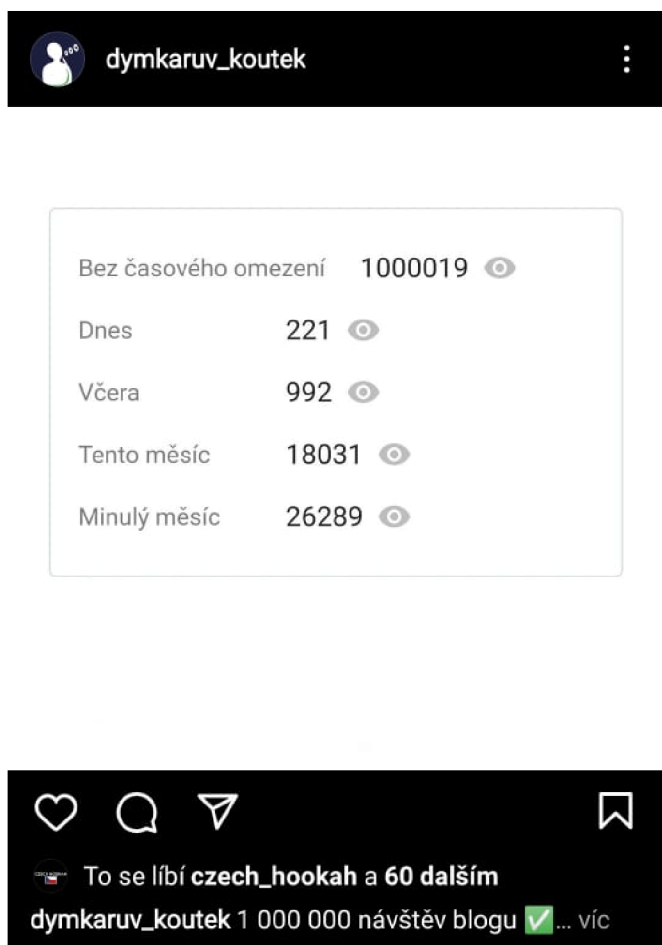 dymkaruv_koutek
Bez časového omezení 1000019
Dnes 221
Včera 992
Tento měsíc 18031
Minulý měsíc 26289
To se líbí czech_hookah a 60 dalším
dymkaruv_koutek 1 000 000 návštěv blogu ✅... víc